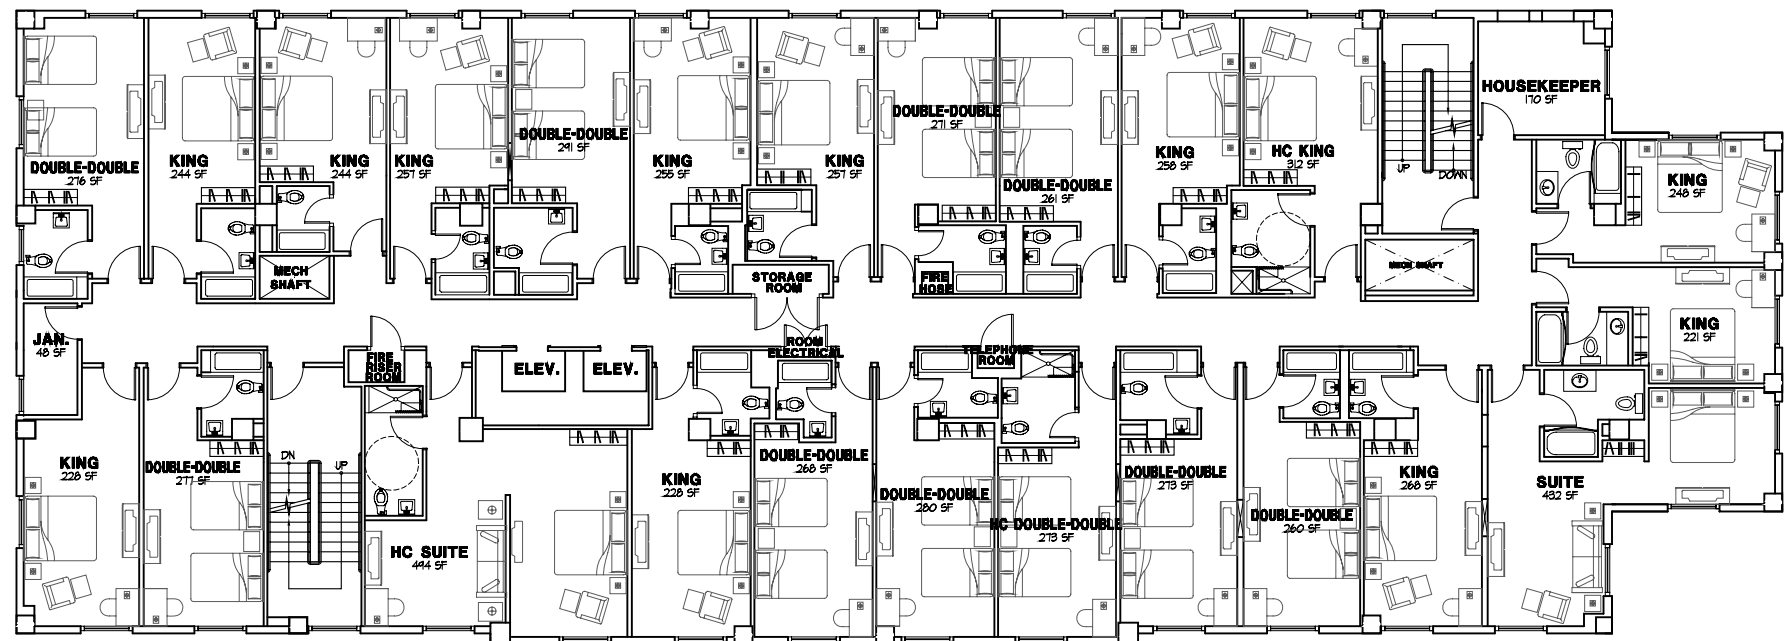 DOUBLE-DOUBLE
276 SF
KING
244 SF
KING
244 SF
KING
257 SF
DOUBLE-DOUBLE
291 SF
KING
255 SF
KING
257 SF
DOUBLE-DOUBLE
271 SF
DOUBLE-DOUBLE
261 SF
KING
258 SF
HC KING
312 SF
UP
DOWN
HOUSEKEEPER
170 SF
KING
248 SF
MECH
SHAFT
STORAGE
ROOM
FIRE
HOSE
MECH SHAFT
KING
221 SF
JAN.
48 SF
FIRE
RISER
ROOM
ELEV.
ELEV.
ROOM
ELECTRICAL
TELEPHONE
ROOM
KING
228 SF
DOUBLE-DOUBLE
277 SF
DN
UP
HC SUITE
494 SF
KING
228 SF
DOUBLE-DOUBLE
268 SF
DOUBLE-DOUBLE
280 SF
HC DOUBLE-DOUBLE
273 SF
DOUBLE-DOUBLE
273 SF
DOUBLE-DOUBLE
260 SF
KING
268 SF
SUITE
432 SF